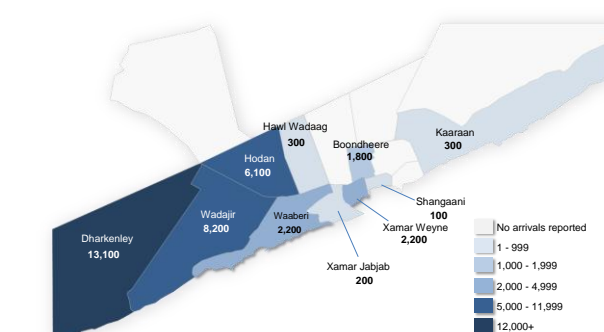 Hawl Wadaag
300
Boondheere
1,800
Kaaraan
300
Hodan
6,100
Shangaani
100
Wadajir
8,200
Waaberi
2,200
Xamar Weyne
2,200
Dharkenley
13,100
Xamar Jabjab
200
No arrivals reported
1 - 999
1,000 - 1,999
2,000 - 4,999
5,000 - 11,999
12,000+